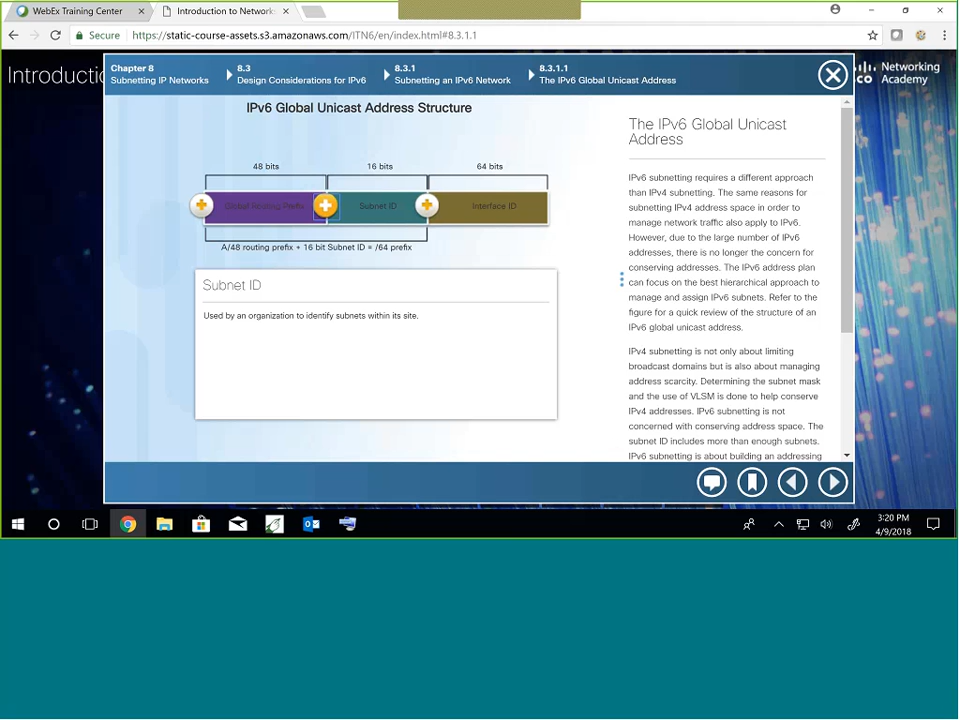 WebEx Training Center
Introduction to Network
Secure https://static-course-assets.s3.amazonaws.com/ITN6/en/index.html#8.3.1.1
Introductio
Chapter 8
Subnetting IP Networks
8.3
Design Considerations for IPv6
8.3.1
Subnetting an IPv6 Network
8.3.1.1
The IPv6 Global Unicast Address
Networking
co Academy
IPv6 Global Unicast Address Structure
48 bits 16 bits 64 bits
Global Routing Prefix Subnet ID Interface ID
A/48 routing prefix + 16 bit Subnet ID = /64 prefix
Subnet ID
Used by an organization to identify subnets within its site.
The IPv6 Global Unicast
Address
IPv6 subnetting requires a different approach
than IPv4 subnetting. The same reasons for
subnetting IPv4 address space in order to
manage network traffic also apply to IPv6.
However, due to the large number of IPv6
addresses, there is no longer the concern for
conserving addresses. The IPv6 address plan
can focus on the best hierarchical approach to
manage and assign IPv6 subnets. Refer to the
figure for a quick review of the structure of an
IPv6 global unicast address.
IPv4 subnetting is not only about limiting
broadcast domains but is also about managing
address scarcity. Determining the subnet mask
and the use of VLSM is done to help conserve
IPv4 addresses. IPv6 subnetting is not
concerned with conserving address space. The
subnet ID includes more than enough subnets.
IPv6 subnetting is about building an addressing
3:20 PM
4/9/2018